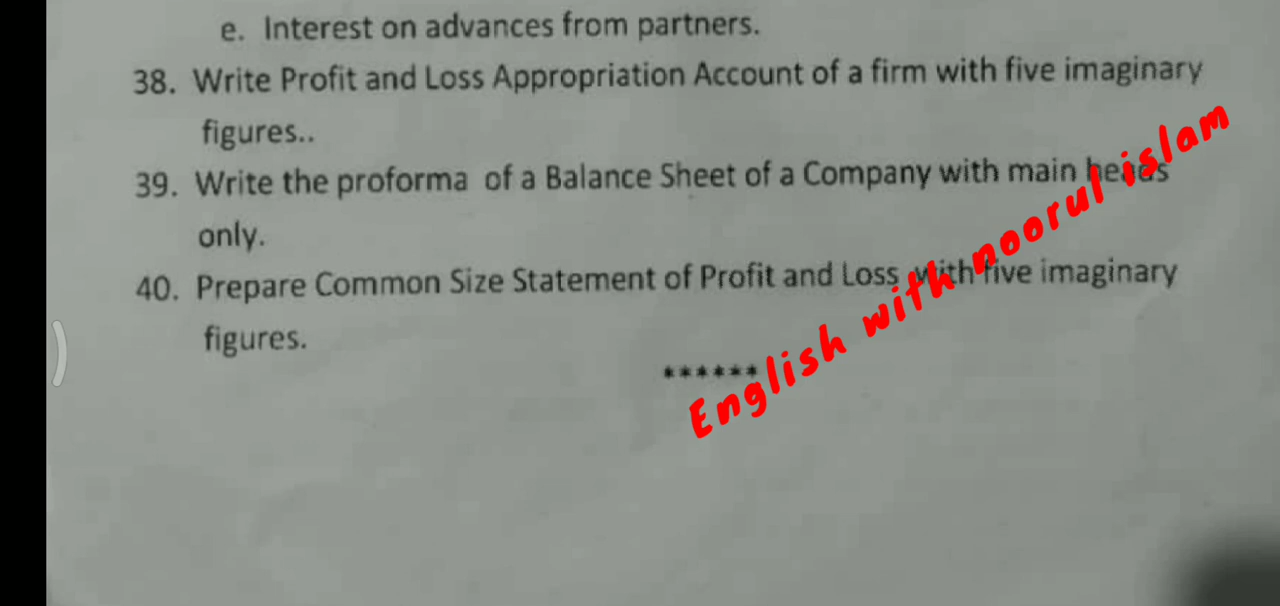 e. Interest on advances from partners.
38. Write Profit and Loss Appropriation Account of a firm with five imaginary
figures..
39. Write the proforma of a Balance Sheet of a Company with main heads
only.
40. Prepare Common Size Statement of Profit and Loss with five imaginary
figures.
******
English with noorul islam